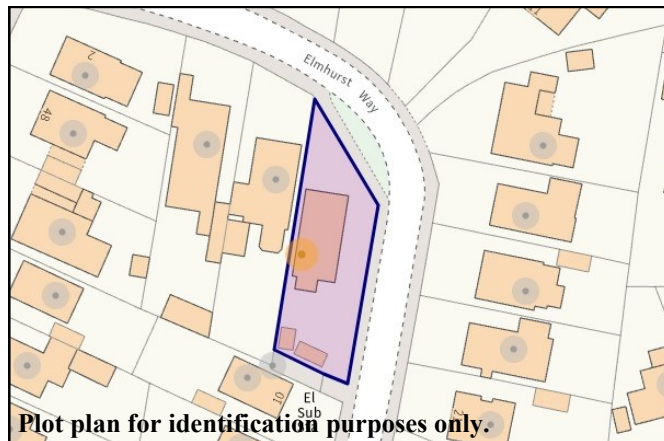 Elmhurst Way
2
48
10
El
Sub
Plot plan for identification purposes only.